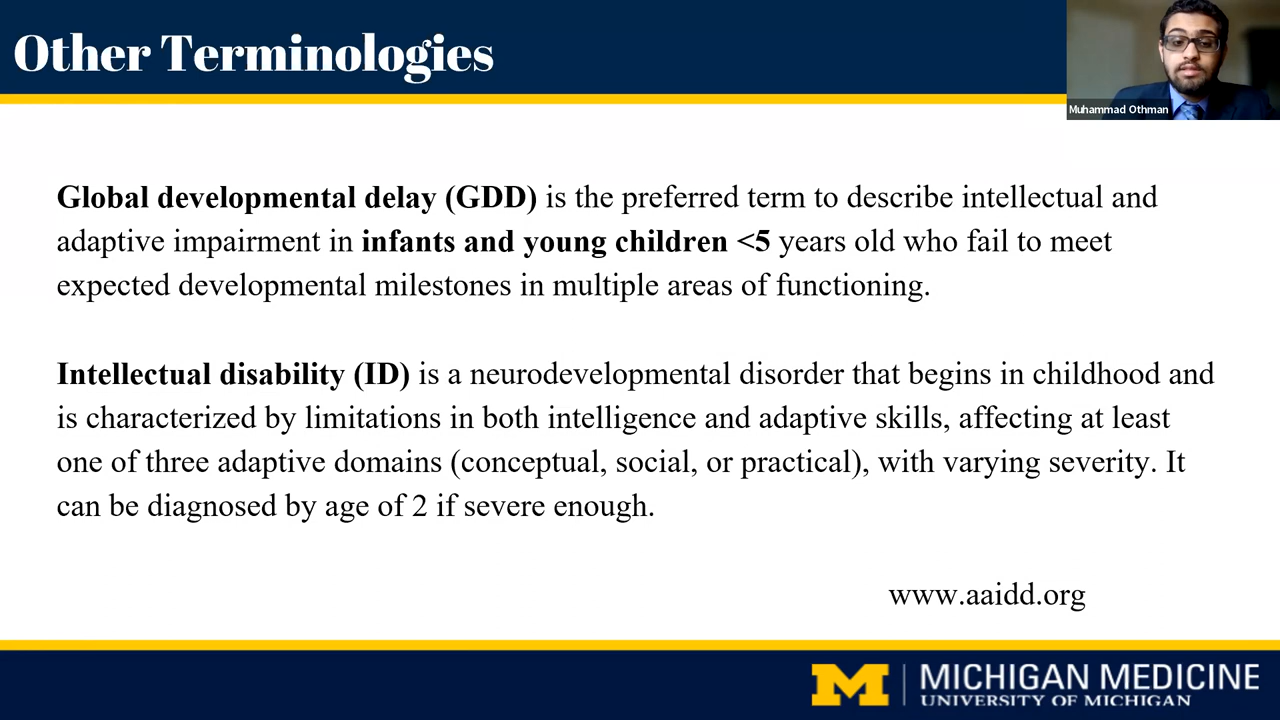 Other Terminologies
Muhammad Othman
Global developmental delay (GDD) is the preferred term to describe intellectual and
adaptive impairment in infants and young children <5 years old who fail to meet
expected developmental milestones in multiple areas of functioning.
Intellectual disability (ID) is a neurodevelopmental disorder that begins in childhood and
is characterized by limitations in both intelligence and adaptive skills, affecting at least
one of three adaptive domains (conceptual, social, or practical), with varying severity. It
can be diagnosed by age of 2 if severe enough.
www.aaidd.org
M MICHIGAN MEDICINE
UNIVERSITY OF MICHIGAN